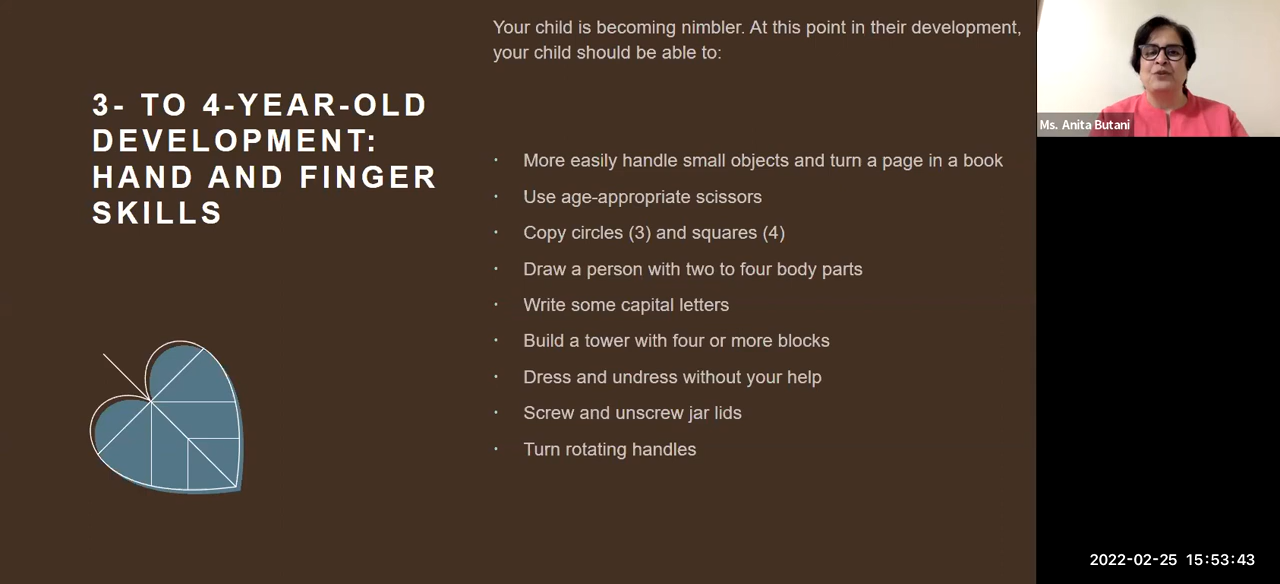 3- TO 4-YEAR-OLD
DEVELOPMENT:
HAND AND FINGER
SKILLS
Your child is becoming nimbler. At this point in their development,
your child should be able to:
· More easily handle small objects and turn a page in a book
· Use age-appropriate scissors
· Copy circles (3) and squares (4)
· Draw a person with two to four body parts
· Write some capital letters
· Build a tower with four or more blocks
· Dress and undress without your help
· Screw and unscrew jar lids
· Turn rotating handles
Ms. Anita Butani
2022-02-25 15:53:43